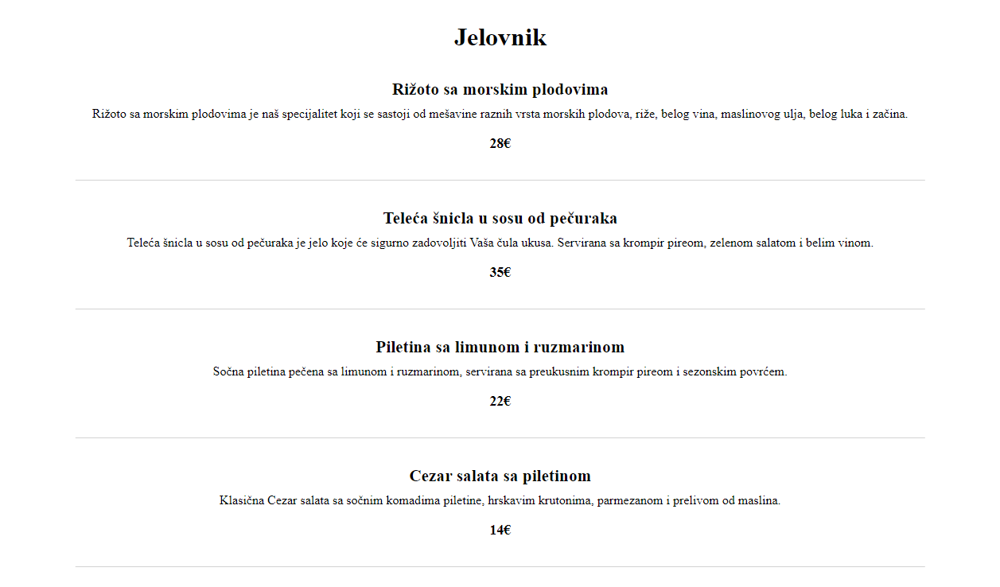 Jelovnik
Rižoto sa morskim plodovima
Rižoto sa morskim plodovima je naš specijalitet koji se sastoji od mešavine raznih vrsta morskih plodova, riže, belog vina, maslinovog ulja, belog luka i začina.
28€
Teleća šnicla u sosu od pečuraka
Teleća šnicla u sosu od pečuraka je jelo koje će sigurno zadovoljiti Vaša čula ukusa. Servirana sa krompir pireom, zelenom salatom i belim vinom.
35€
Piletina sa limunom i ruzmarinom
Sočna piletina pečena sa limunom i ruzmarinom, servirana sa preukusnim krompir pireom i sezonskim povrćem.
22€
Cezar salata sa piletinom
Klasična Cezar salata sa sočnim komadima piletine, hrskavim krutonima, parmezanom i prelivom od maslina.
14€